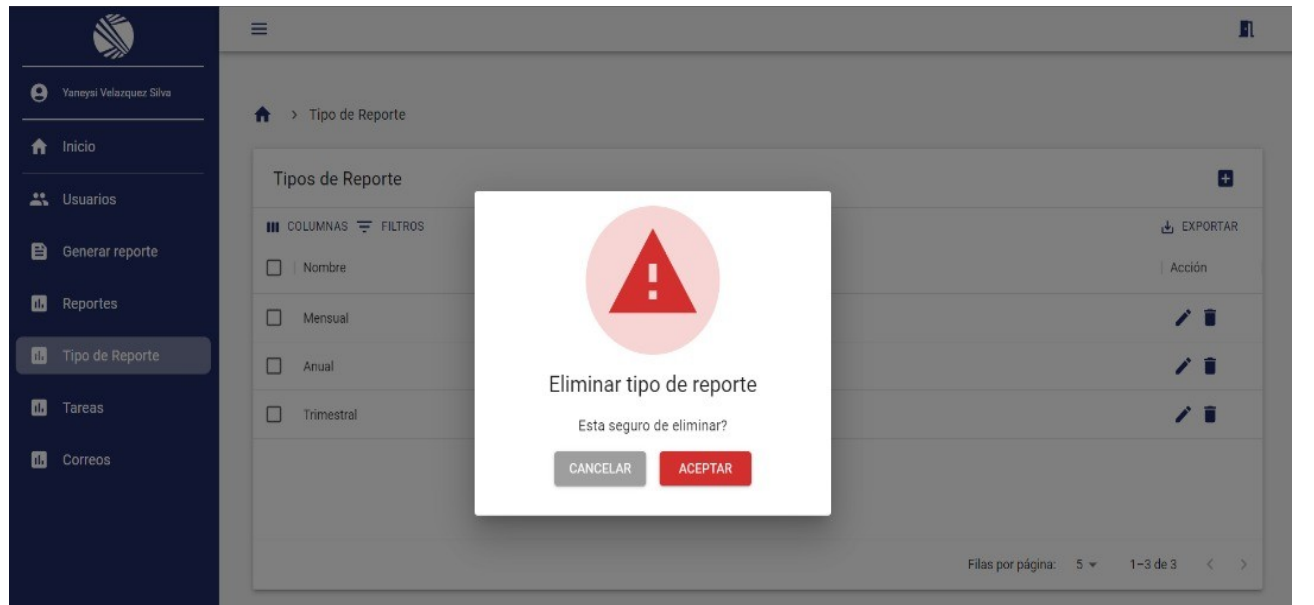 Yaneysi Velazquez Silva
Inicio
Usuarios
Generar reporte
Reportes
Tipo de Reporte
Tareas
Correos
> Tipo de Reporte
Tipos de Reporte
COLUMNAS FILTROS EXPORTAR
Nombre Acción
Mensual
Anual
Trimestral
Eliminar tipo de reporte
Esta seguro de eliminar?
CANCELAR ACEPTAR
Filas por página: 5 1–3 de 3